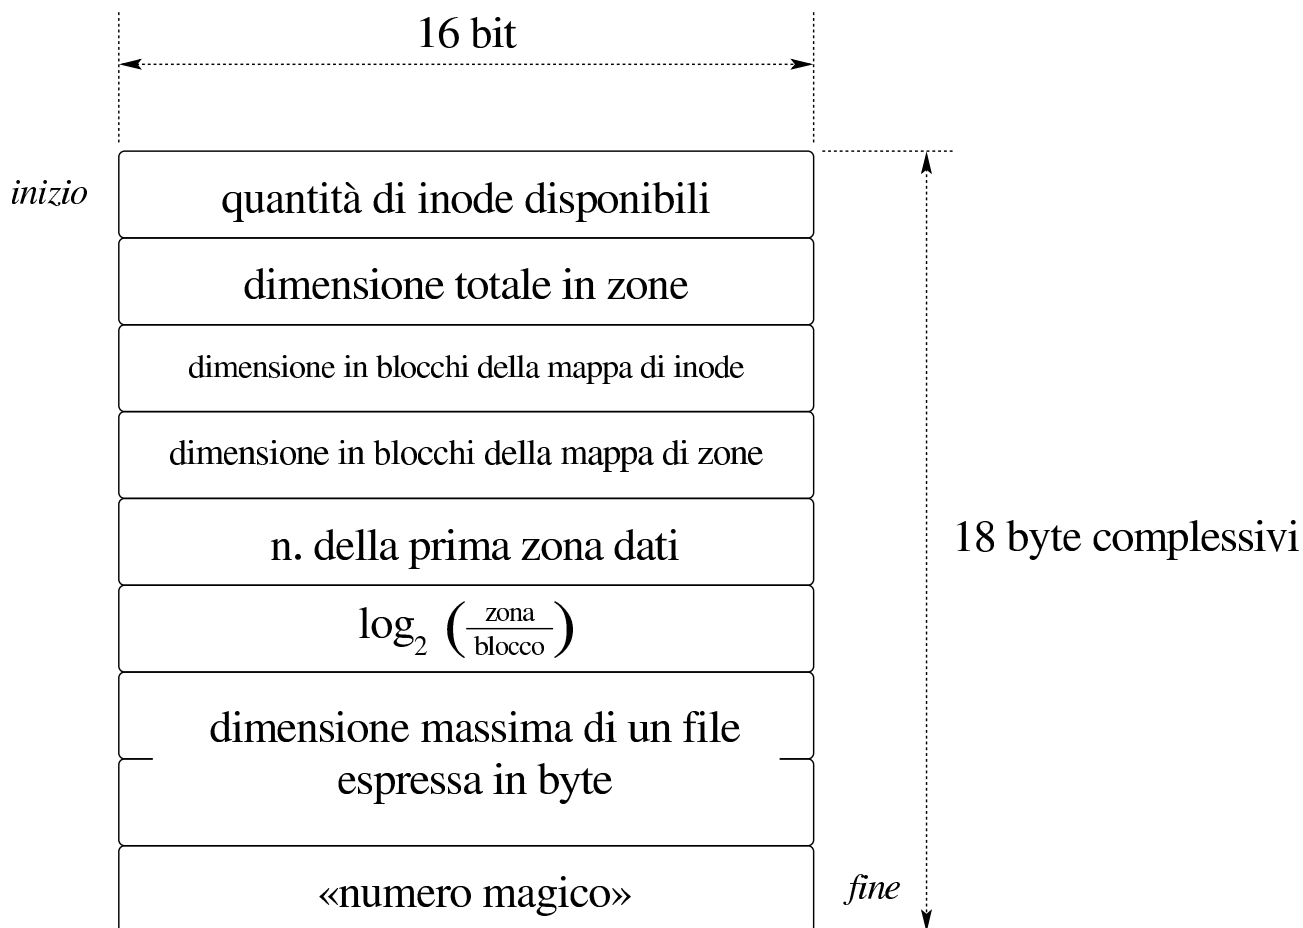 16 bit
inizio
quantità di inode disponibili
dimensione totale in zone
dimensione in blocchi della mappa di inode
dimensione in blocchi della mappa di zone
n. della prima zona dati
18 byte complessivi
log₂ (zona/blocco)
dimensione massima di un file
espressa in byte
«numero magico»
fine